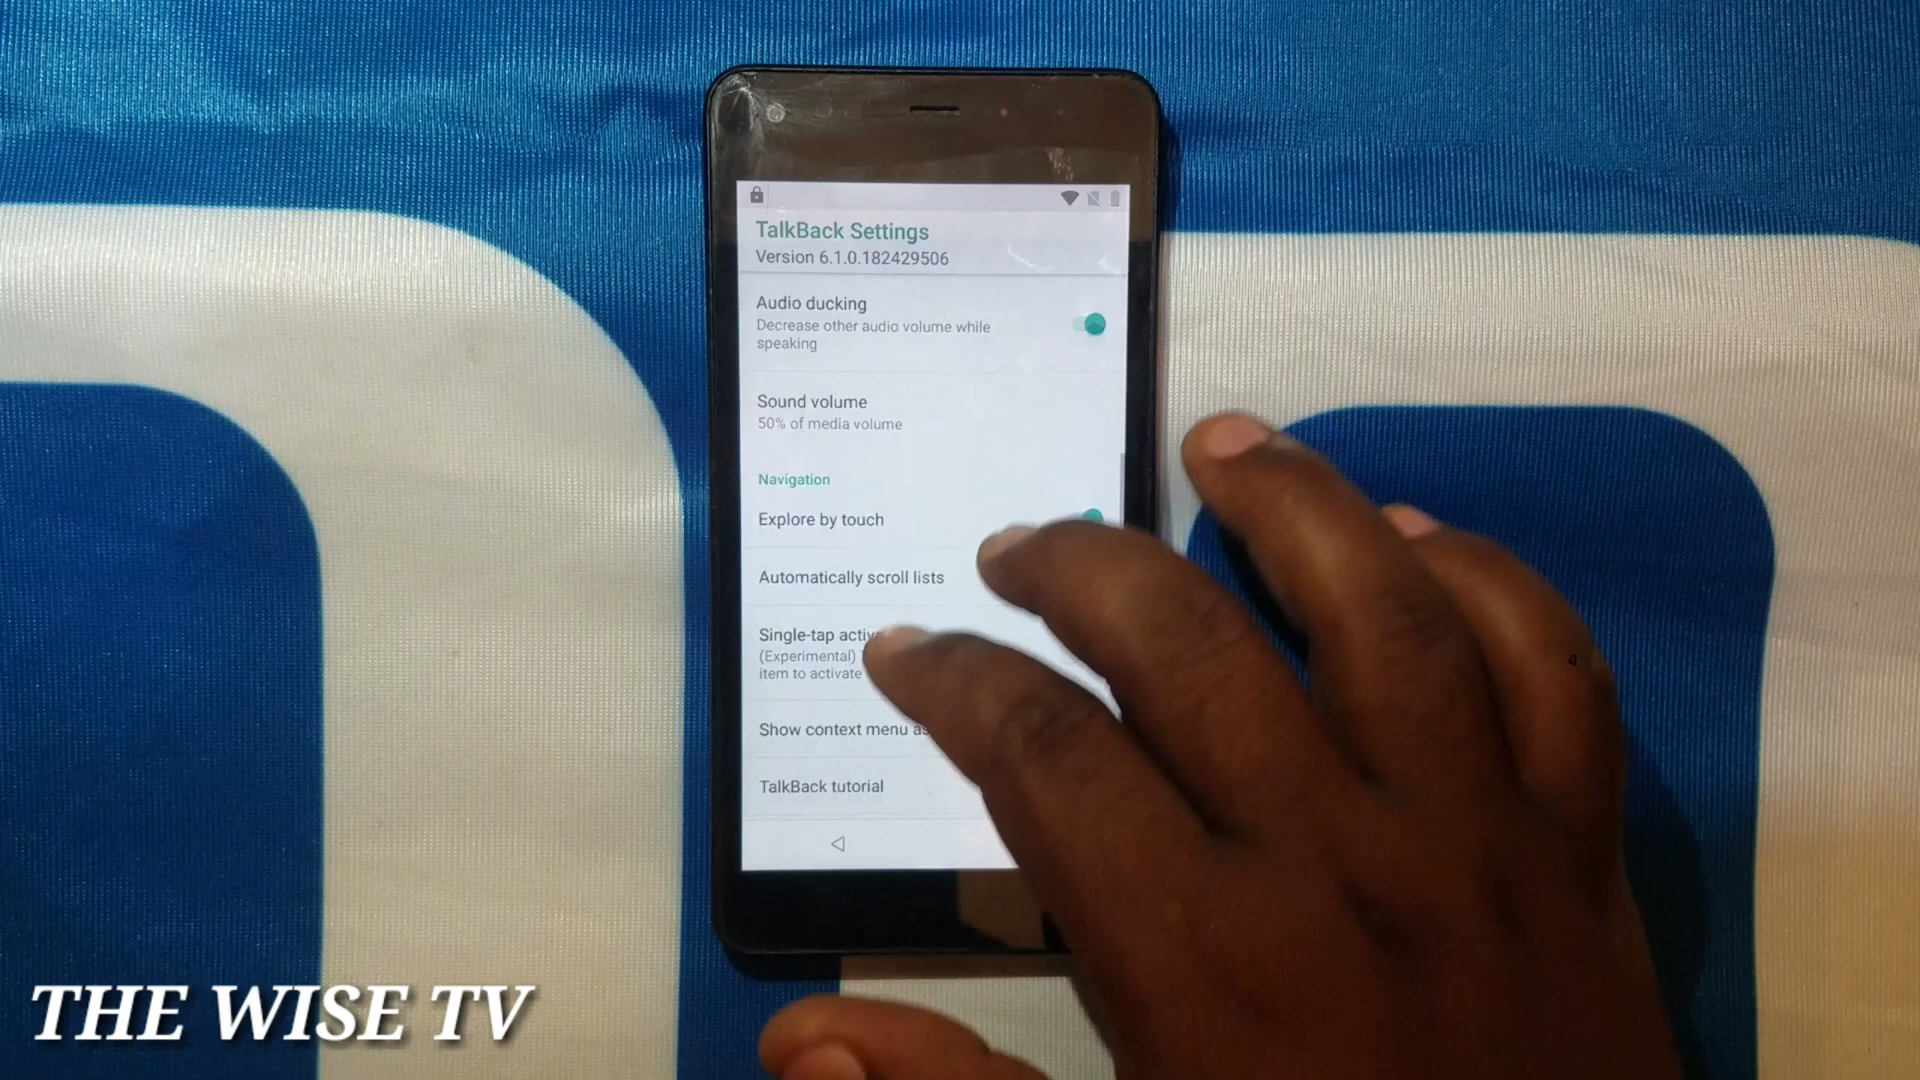 TalkBack Settings
Version 6.1.0.182429506
Audio ducking
Decrease other audio volume while
speaking
Sound volume
50% of media volume
Navigation
Explore by touch
Automatically scroll lists
Single-tap
(Experimental)
item to activate
Show context menu as
TalkBack tutorial
THE WISE TV